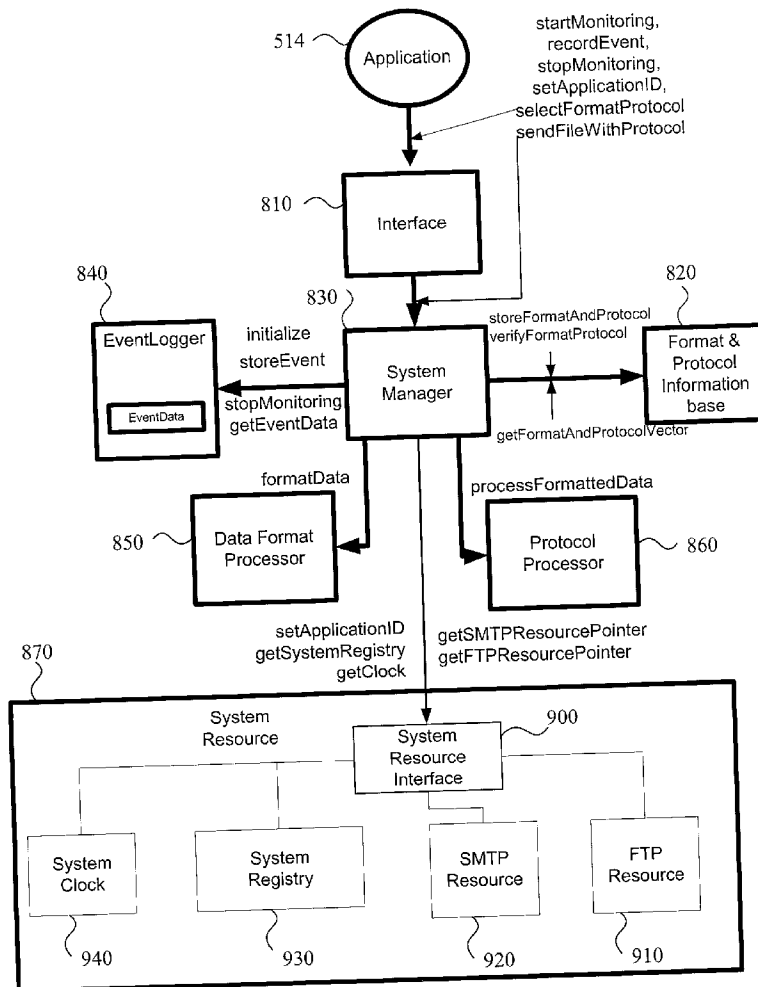 514
Application
startMonitoring,
recordEvent,
stopMonitoring,
setApplicationID,
selectFormatProtocol
sendFileWithProtocol
810
Interface
840
EventLogger
EventData
initialize
storeEvent
stopMonitoring
getEventData
830
System
Manager
storeFormatAndProtocol
verifyFormatProtocol
getFormatAndProtocolVector
820
Format &
Protocol
Information
base
formatData
processFormattedData
850
Data Format
Processor
Protocol
Processor
860
setApplicationID
getSystemRegistry
getClock
getSMTPResourcePointer
getFTPResourcePointer
870
System
Resource
900
System
Resource
Interface
System
Clock
System
Registry
SMTP
Resource
FTP
Resource
940
930
920
910